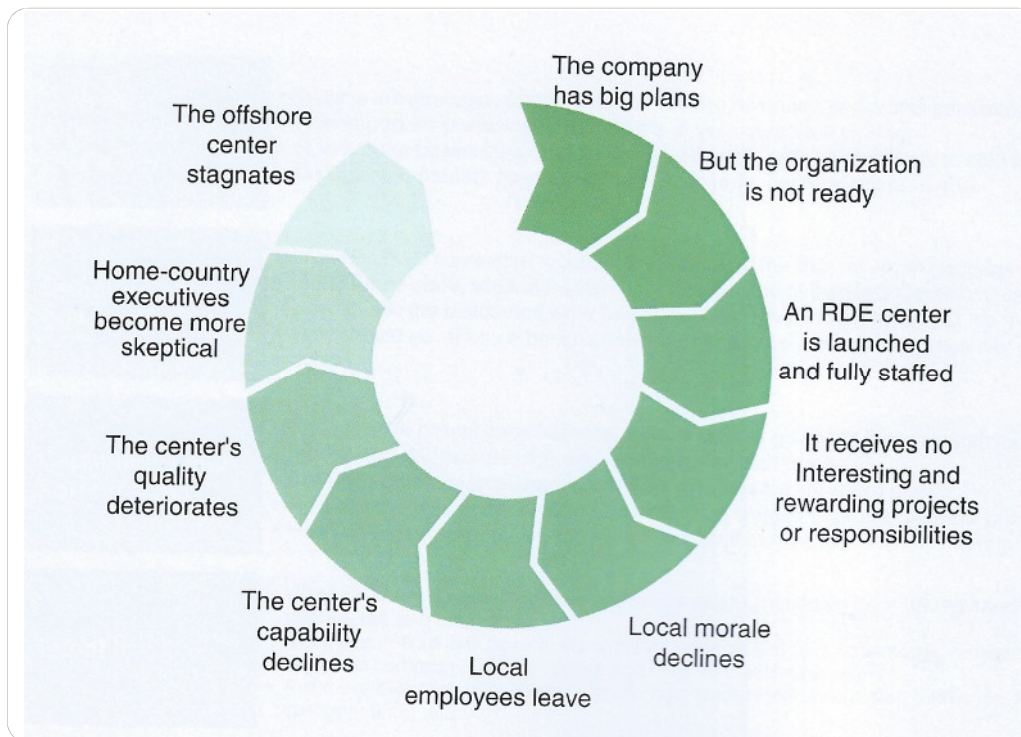 The company
has big plans
But the organization
is not ready
An RDE center
is launched
and fully staffed
It receives no
Interesting and
rewarding projects
or responsibilities
Local morale
declines
Local
employees leave
The center's
capability
declines
The center's
quality
deteriorates
Home-country
executives
become more
skeptical
The offshore
center
stagnates